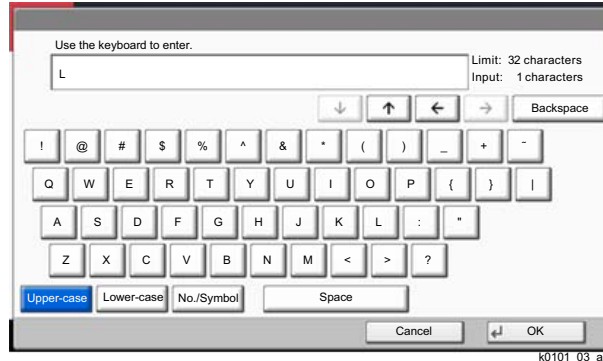 Use the keyboard to enter.
L
Limit: 32 characters
Input: 1 characters
Backspace
! @ # $ % ^ & * ( ) _ + ~
Q W E R T Y U I O P { } |
A S D F G H J K L : "
Z X C V B N M < > ?
Upper-case Lower-case No./Symbol Space
Cancel OK
k0101_03_a